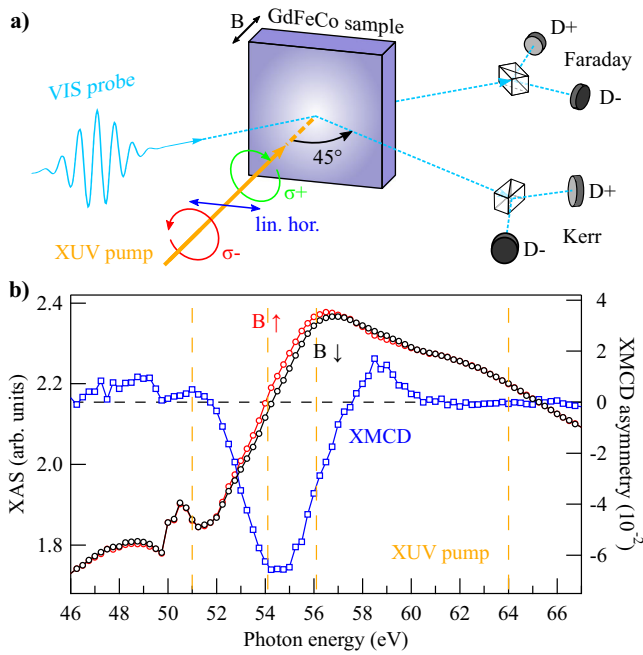 a)
B
GdFeCo sample
D+
Faraday
D-
VIS probe
45°
σ+
lin. hor.
XUV pump
σ-
D+
Kerr
D-
b)
2.4
2.2
2.0
1.8
XAS (arb. units)
B ↑
B ↓
XMCD
XUV pump
4
2
0
-2
-4
-6
XMCD asymmetry (10⁻²)
46 48 50 52 54 56 58 60 62 64 66
Photon energy (eV)